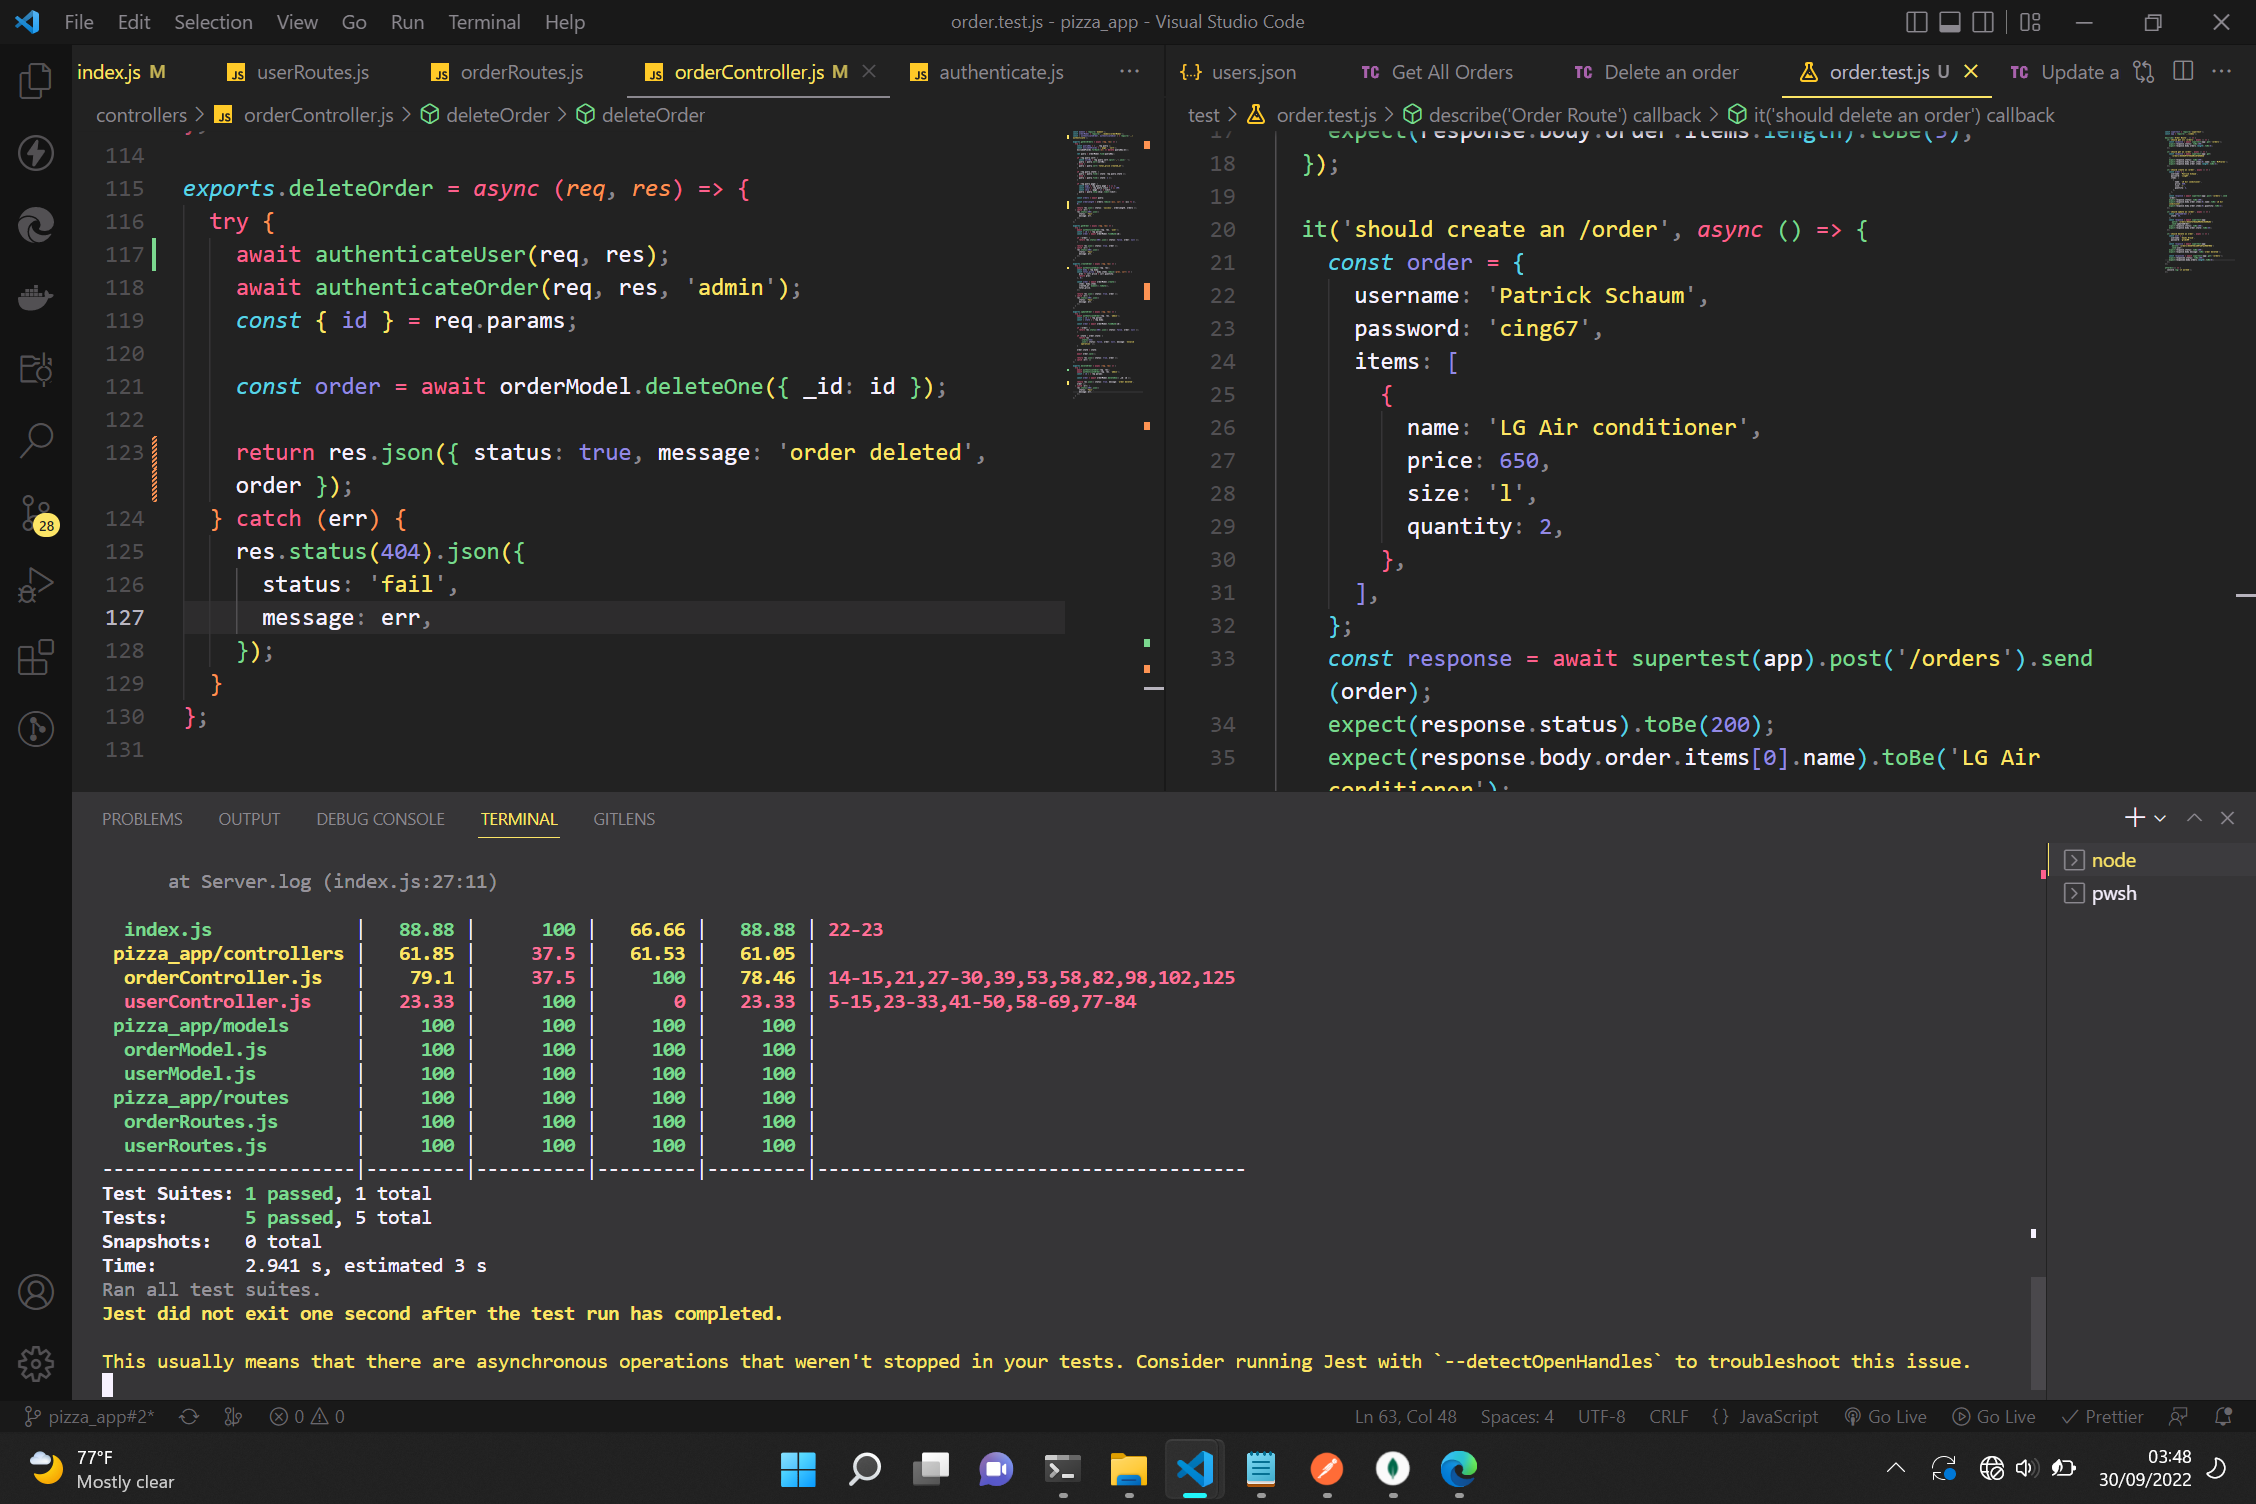 File Edit Selection View Go Run Terminal Help
order.test.js - pizza_app - Visual Studio Code
index.js M
userRoutes.js
orderRoutes.js
orderController.js M
authenticate.js
users.json
Get All Orders
Delete an order
order.test.js U
Update a
controllers > orderController.js > deleteOrder > deleteOrder
test > order.test.js > describe('Order Route') callback > it('should delete an order') callback
114
115 exports.deleteOrder = async (req, res) => {
116 try {
117 await authenticateUser(req, res);
118 await authenticateOrder(req, res, 'admin');
119 const { id } = req.params;
120
121 const order = await orderModel.deleteOne({ _id: id });
122
123 return res.json({ status: true, message: 'order deleted',
order });
124 } catch (err) {
125 res.status(404).json({
126 status: 'fail',
127 message: err,
128 });
129 }
130 };
131
17 expect(response.body.order.items.length).toBe(3);
18 });
19
20 it('should create an /order', async () => {
21 const order = {
22 username: 'Patrick Schaum',
23 password: 'cing67',
24 items: [
25 {
26 name: 'LG Air conditioner',
27 price: 650,
28 size: 'l',
29 quantity: 2,
30 },
31 ],
32 };
33 const response = await supertest(app).post('/orders').send
(order);
34 expect(response.status).toBe(200);
35 expect(response.body.order.items[0].name).toBe('LG Air
conditioner');
28
PROBLEMS OUTPUT DEBUG CONSOLE TERMINAL GITLENS
node
pwsh
at Server.log (index.js:27:11)
index.js | 88.88 | 100 | 66.66 | 88.88 | 22-23
pizza_app/controllers | 61.85 | 37.5 | 61.53 | 61.05 |
orderController.js | 79.1 | 37.5 | 100 | 78.46 | 14-15,21,27-30,39,53,58,82,98,102,125
userController.js | 23.33 | 100 | 0 | 23.33 | 5-15,23-33,41-50,58-69,77-84
pizza_app/models | 100 | 100 | 100 | 100 |
orderModel.js | 100 | 100 | 100 | 100 |
userModel.js | 100 | 100 | 100 | 100 |
pizza_app/routes | 100 | 100 | 100 | 100 |
orderRoutes.js | 100 | 100 | 100 | 100 |
userRoutes.js | 100 | 100 | 100 | 100 |
-----------------------|---------|----------|---------|---------|---------------------------------------
Test Suites: 1 passed, 1 total
Tests: 5 passed, 5 total
Snapshots: 0 total
Time: 2.941 s, estimated 3 s
Ran all test suites.
Jest did not exit one second after the test run has completed.
This usually means that there are asynchronous operations that weren't stopped in your tests. Consider running Jest with `--detectOpenHandles` to troubleshoot this issue.
pizza_app#2* 0 0
Ln 63, Col 48 Spaces: 4 UTF-8 CRLF {} JavaScript Go Live Go Live Prettier
77°F
Mostly clear
03:48
30/09/2022